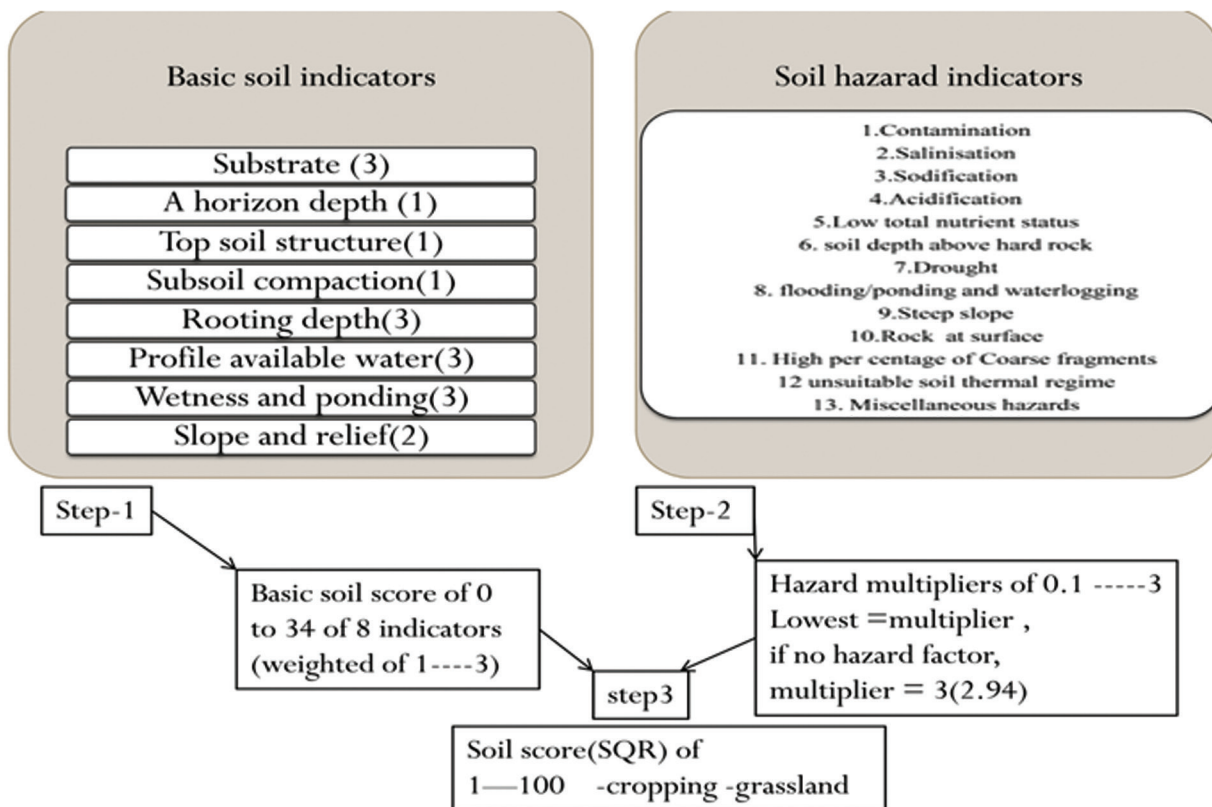 Basic soil indicators
Substrate (3)
A horizon depth (1)
Top soil structure(1)
Subsoil compaction(1)
Rooting depth(3)
Profile available water(3)
Wetness and ponding(3)
Slope and relief(2)
Soil hazarad indicators
1.Contamination
2.Salinisation
3.Sodification
4.Acidification
5.Low total nutrient status
6. soil depth above hard rock
7.Drought
8. flooding/ponding and waterlogging
9.Steep slope
10.Rock at surface
11. High per centage of Coarse fragments
12 unsuitable soil thermal regime
13. Miscellaneous hazards
Step-1
Step-2
Basic soil score of 0
to 34 of 8 indicators
(weighted of 1----3)
Hazard multipliers of 0.1 -----3
Lowest =multiplier ,
if no hazard factor,
multiplier = 3(2.94)
step3
Soil score(SQR) of
1—100 -cropping -grassland